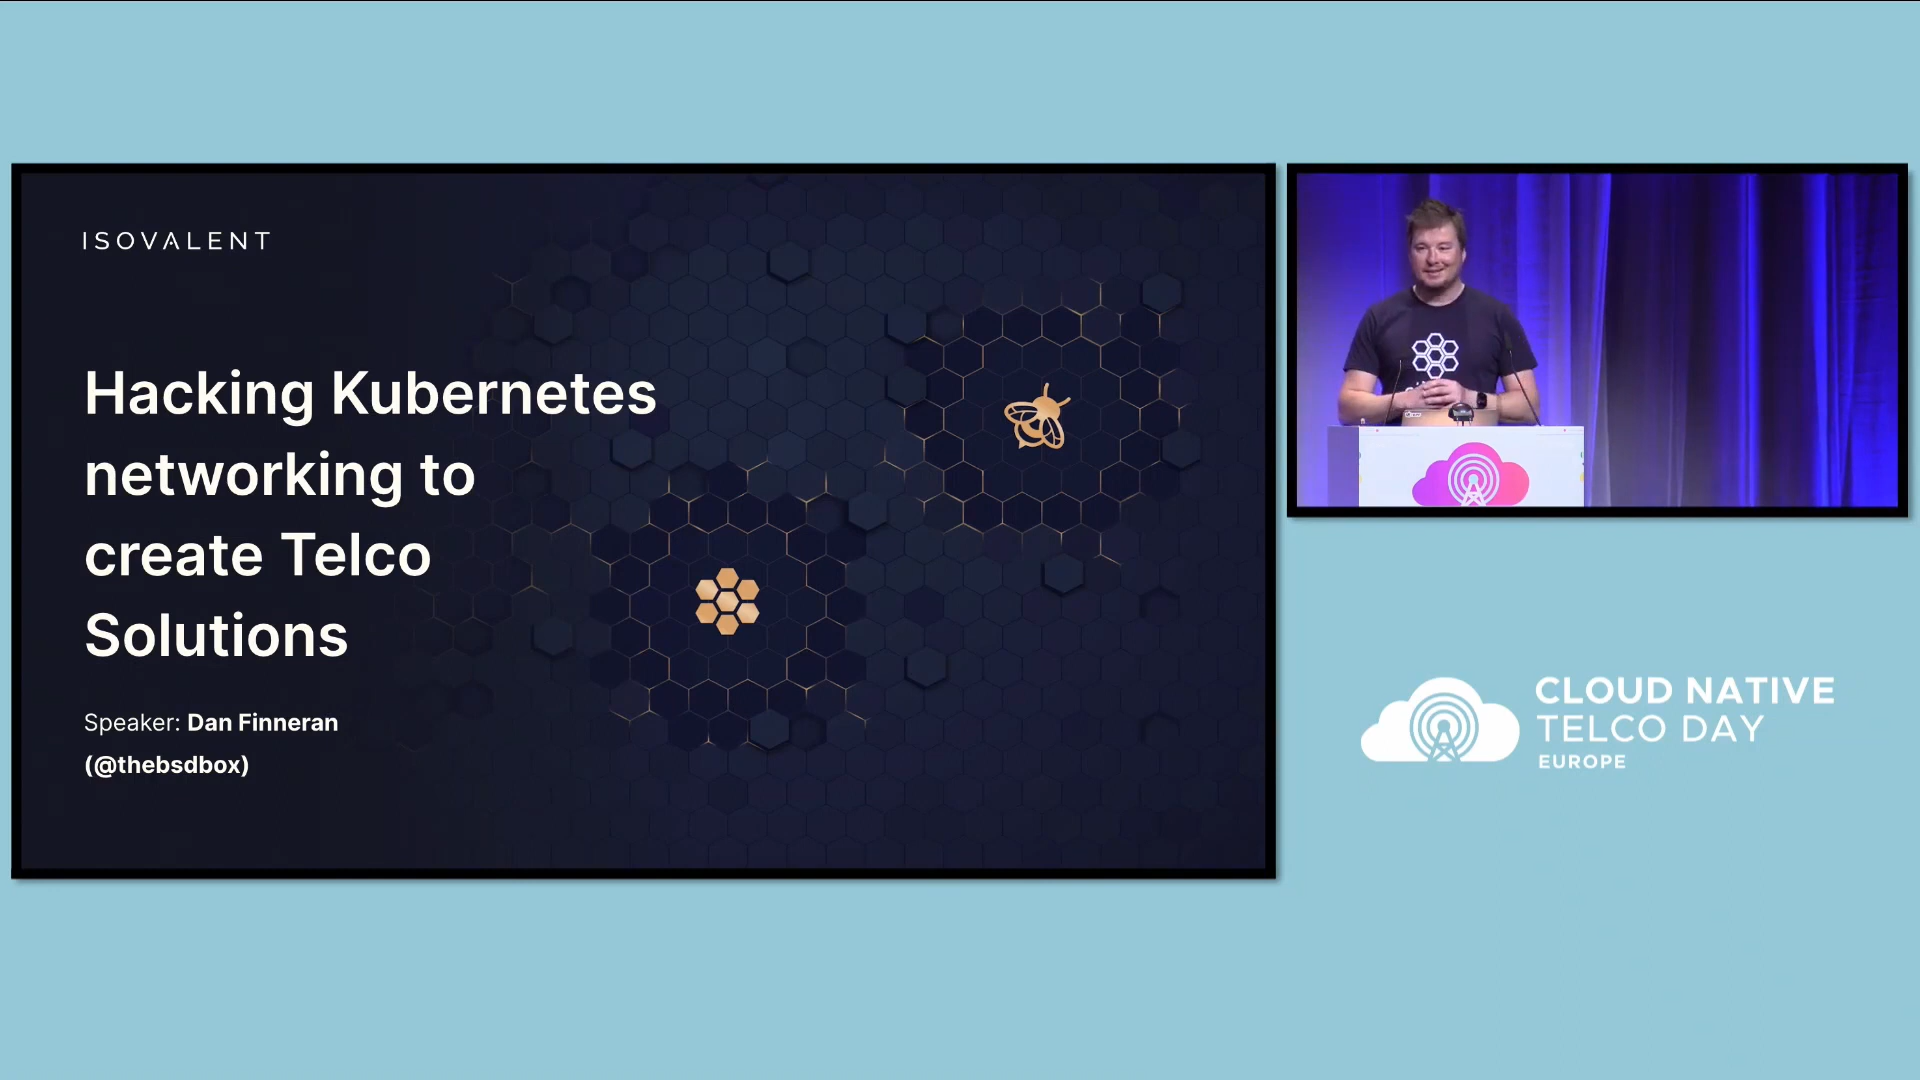 ISOVALENT
Hacking Kubernetes
networking to
create Telco
Solutions
Speaker: Dan Finneran
(@thebsdbox)
CLOUD NATIVE
TELCO DAY
EUROPE